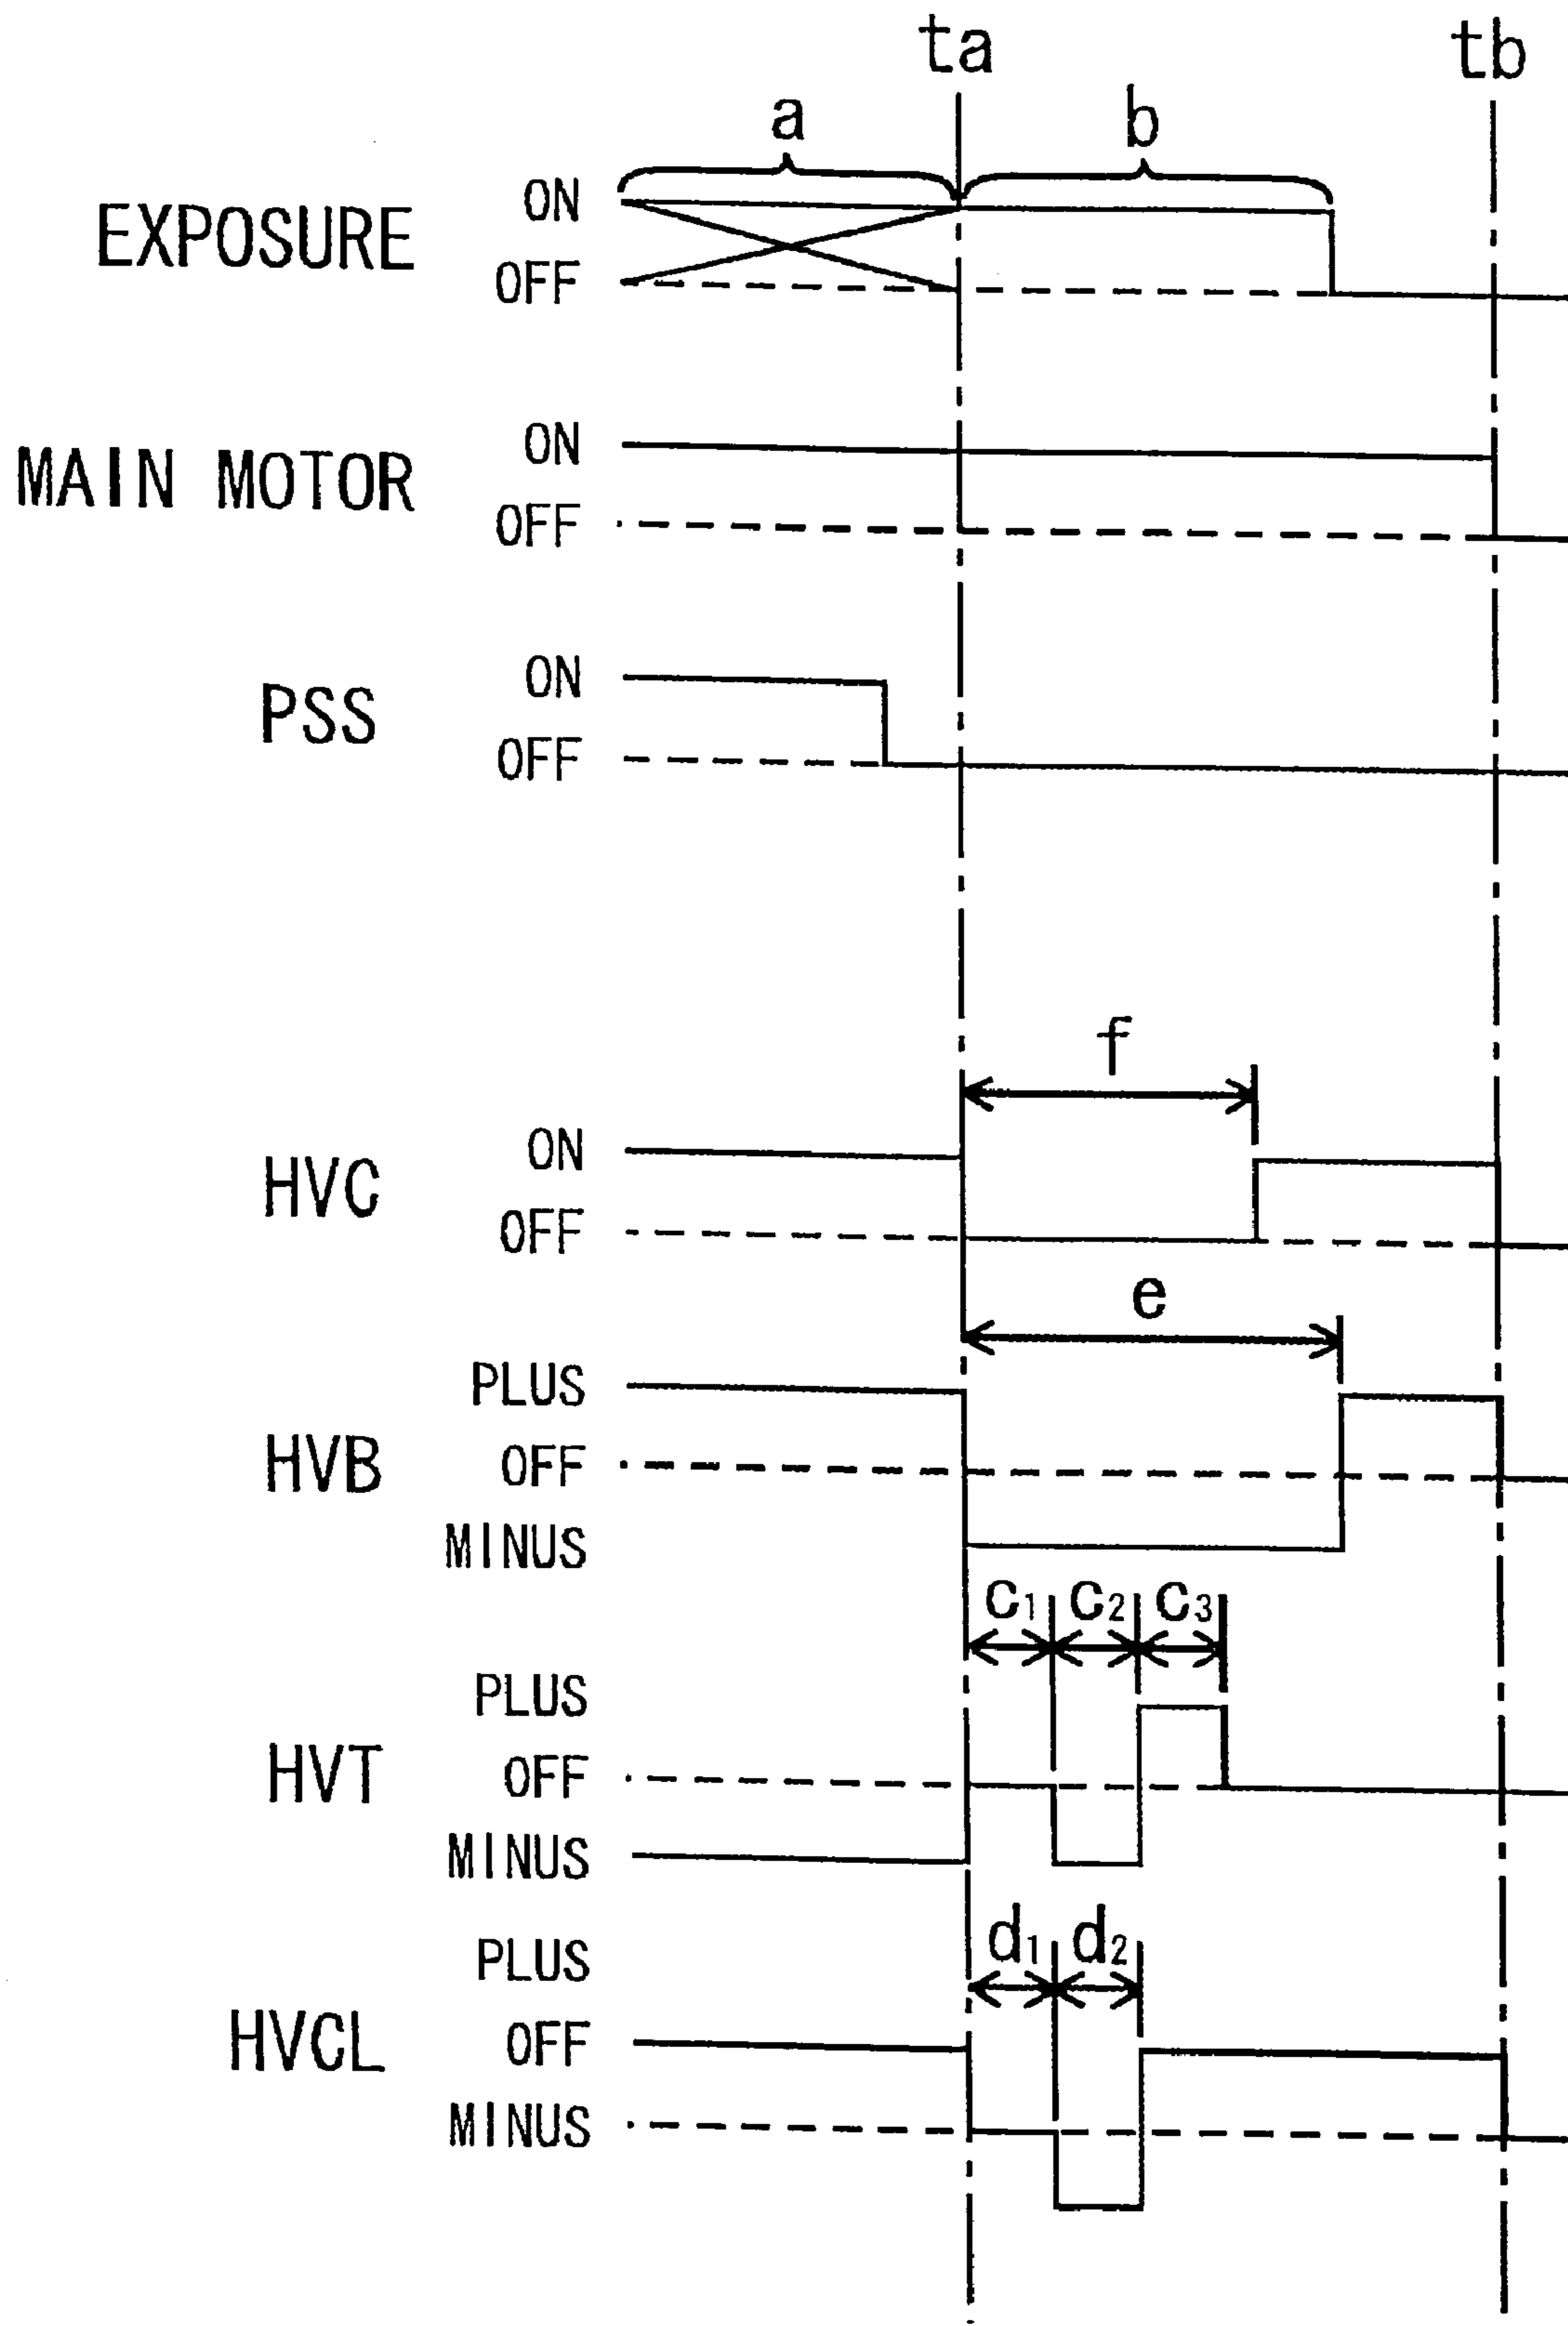 ta tb
a b
EXPOSURE ON
OFF
MAIN MOTOR ON
OFF
PSS ON
OFF
f
HVC ON
OFF
e
PLUS
HVB OFF
MINUS
c1 c2 c3
PLUS
HVT OFF
MINUS
d1 d2
PLUS
HVCL OFF
MINUS